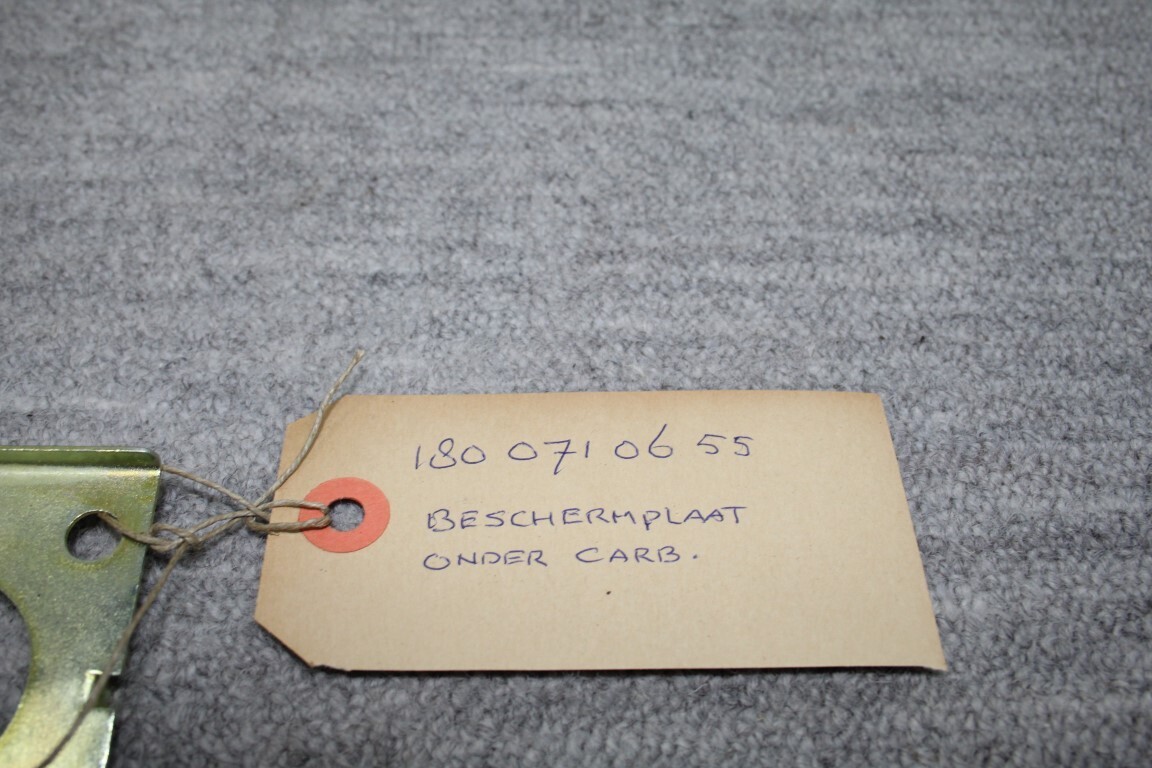 180 071 06 55
BESCHERMPLAAT
ONDER CARB.